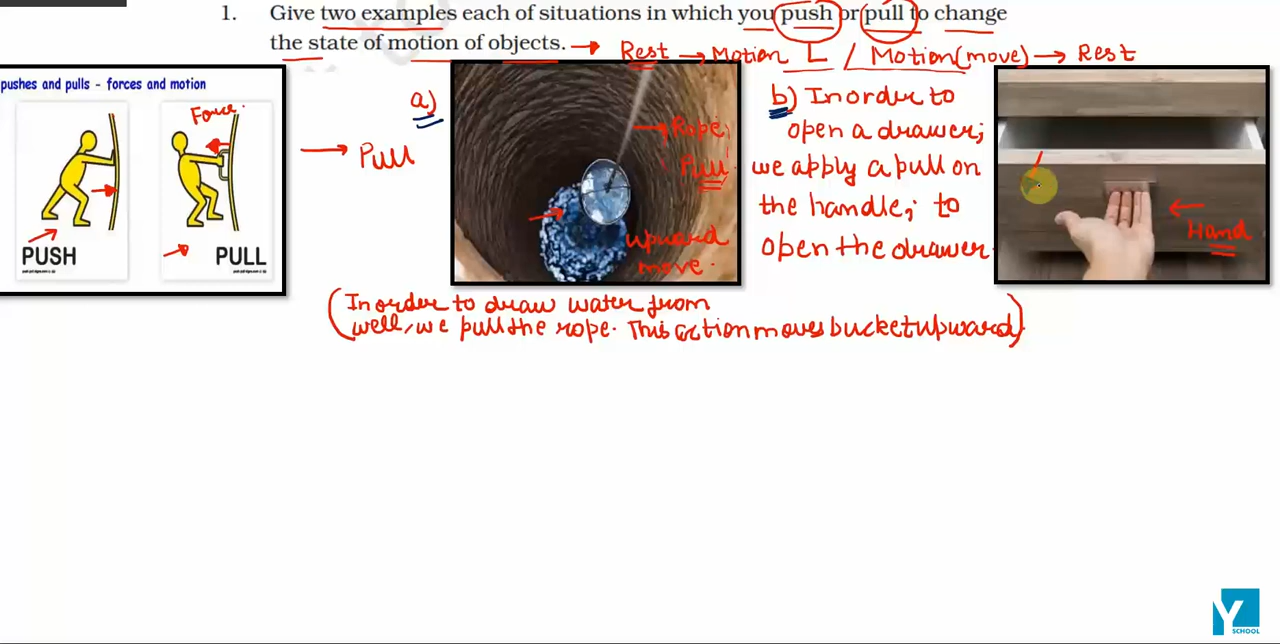 1. Give two examples each of situations in which you push or pull to change
the state of motion of objects. → Rest → Motion / Motion (move) → Rest
pushes and pulls - forces and motion
Force.
PUSH
PULL
→ Pull
a)
Rope
Pull
upward
move.
b) Inorder to
open a drawer;
we apply a pull on
the handle; to
open the drawer.
Hand
(Inorder to draw water from
well, we pull the rope. This action moves bucket upward)
Y
SCHOOL